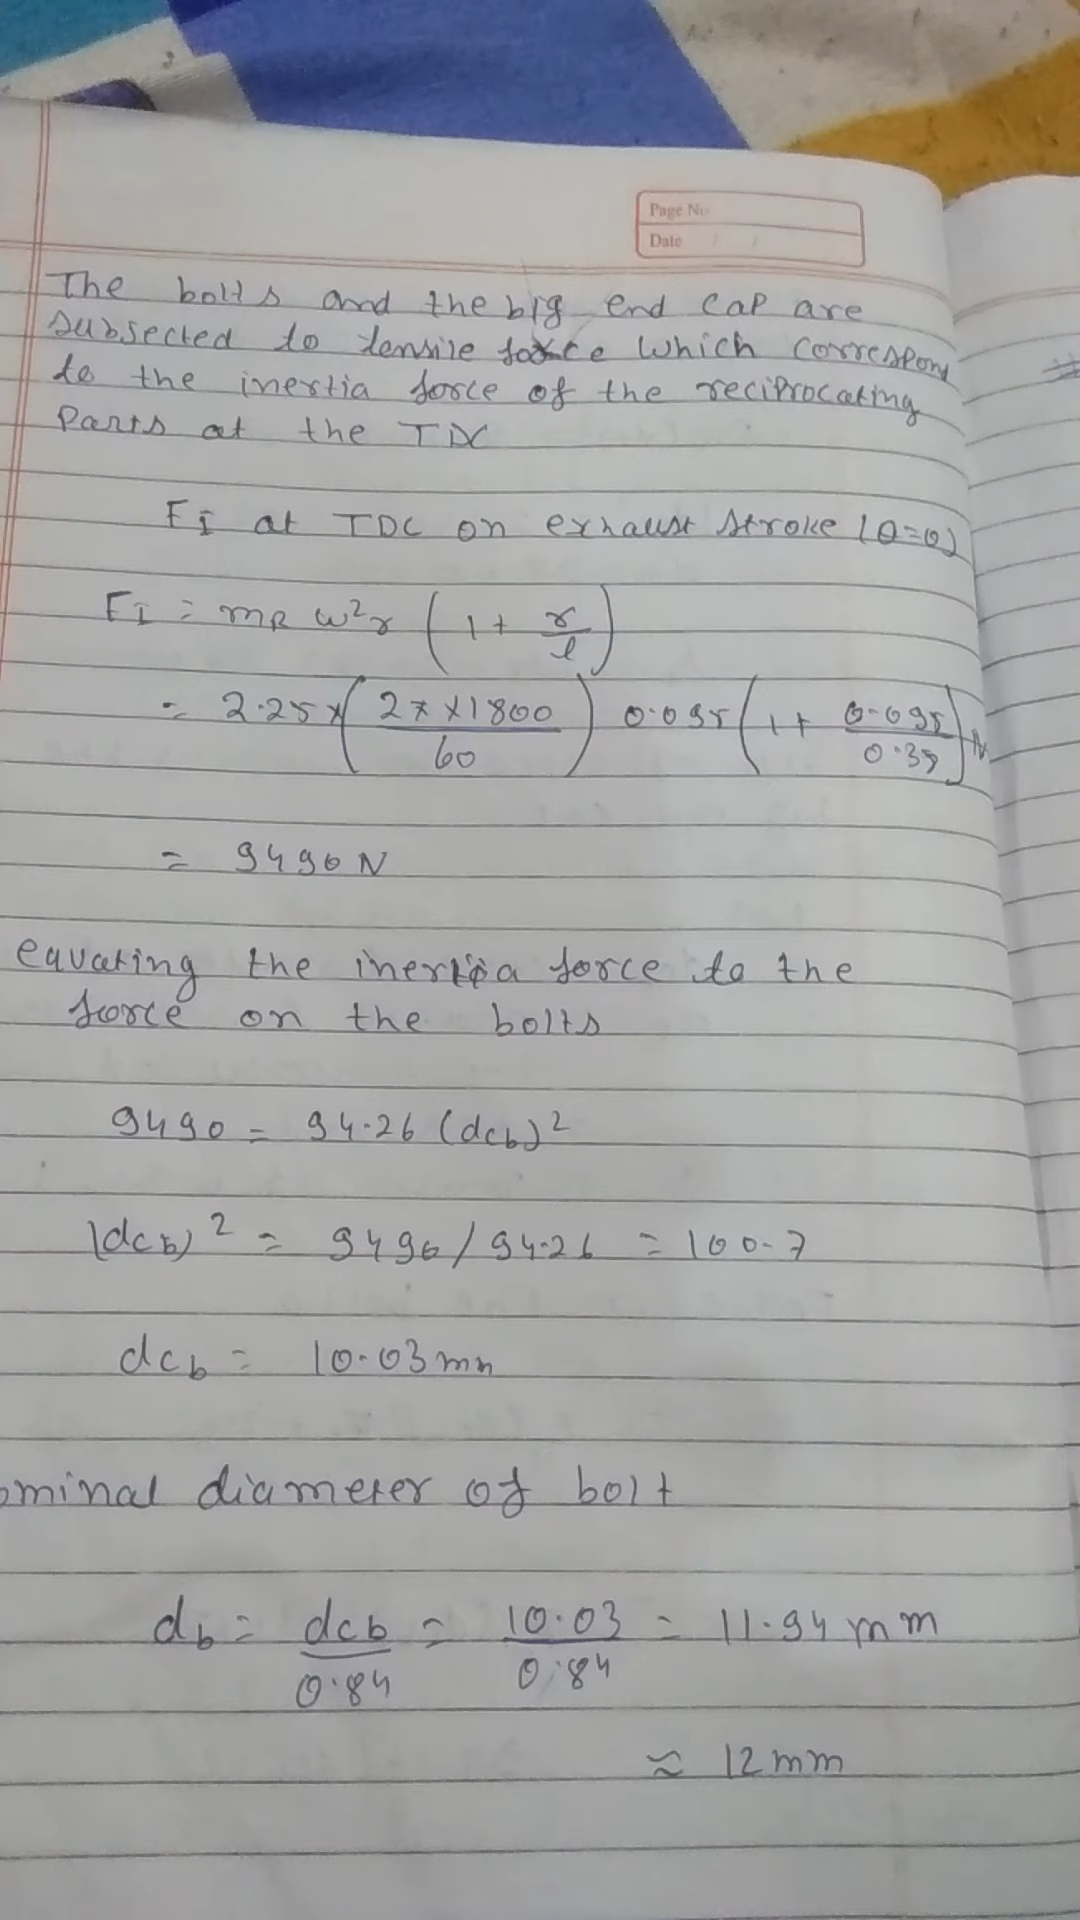 Page No
Date / /
The bolts and the big end cap are
subsected to tensile force which correspond
to the inertia force of the reciprocating
Parts at the TDC
FI at TDC on exhaust stroke (θ=0)
FI = mR ω²r (1 + r/l)
= 2.25 × (2π × 1800 / 60) 0.095 (1 + 0.095 / 0.38) N
= 9490 N
equating the inertia force to the
force on the bolts
9490 = 94.26 (dcb)²
(dcb)² = 9490 / 94.26 = 100.7
dcb = 10.03 mm
ominal diameter of bolt
db = dcb / 0.84 = 10.03 / 0.84 = 11.94 mm
≈ 12 mm